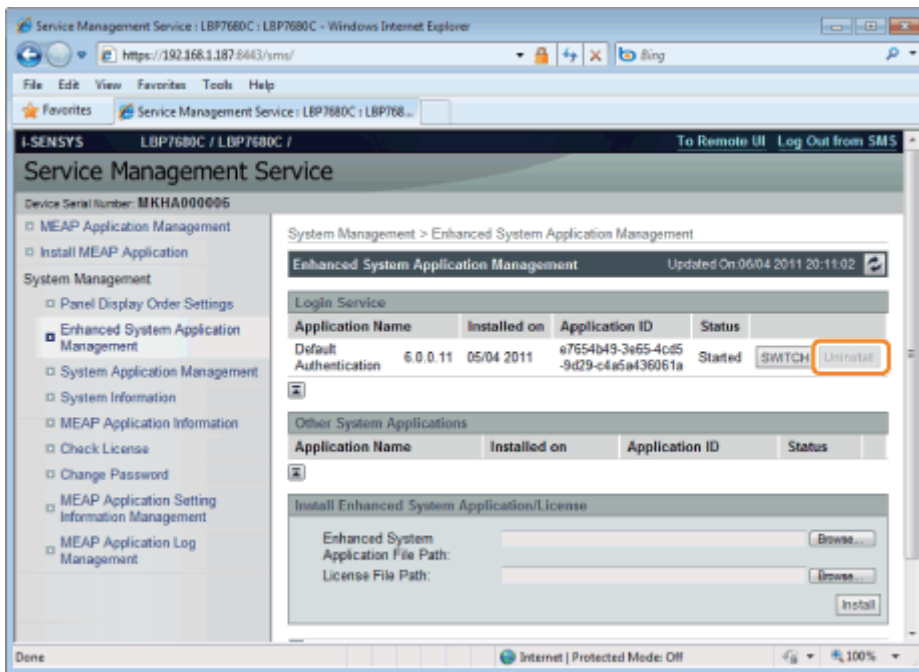 Service Management Service : LBP7680C : LBP7680C - Windows Internet Explorer
https://192.168.1.187:8443/sms/
Bing
File Edit View Favorites Tools Help
Favorites
Service Management Service : LBP7680C : LBP768...
i-SENSYS LBP7680C / LBP7680C /
To Remote UI Log Out from SMS
Service Management Service
Device Serial Number: MKHA000006
MEAP Application Management
Install MEAP Application
System Management
Panel Display Order Settings
Enhanced System Application
Management
System Application Management
System Information
MEAP Application Information
Check License
Change Password
MEAP Application Setting
Information Management
MEAP Application Log
Management
System Management > Enhanced System Application Management
Enhanced System Application Management Updated On:06/04 2011 20:11:02
Login Service
Application Name Installed on Application ID Status
Default
Authentication 6.0.0.11 05/04 2011 e7654b49-3e65-4cd5
-9d29-c4a5a436061a Started SWITCH Uninstall
Other System Applications
Application Name Installed on Application ID Status
Install Enhanced System Application/License
Enhanced System
Application File Path: Browse...
License File Path: Browse...
Install
Done Internet | Protected Mode: Off 100%